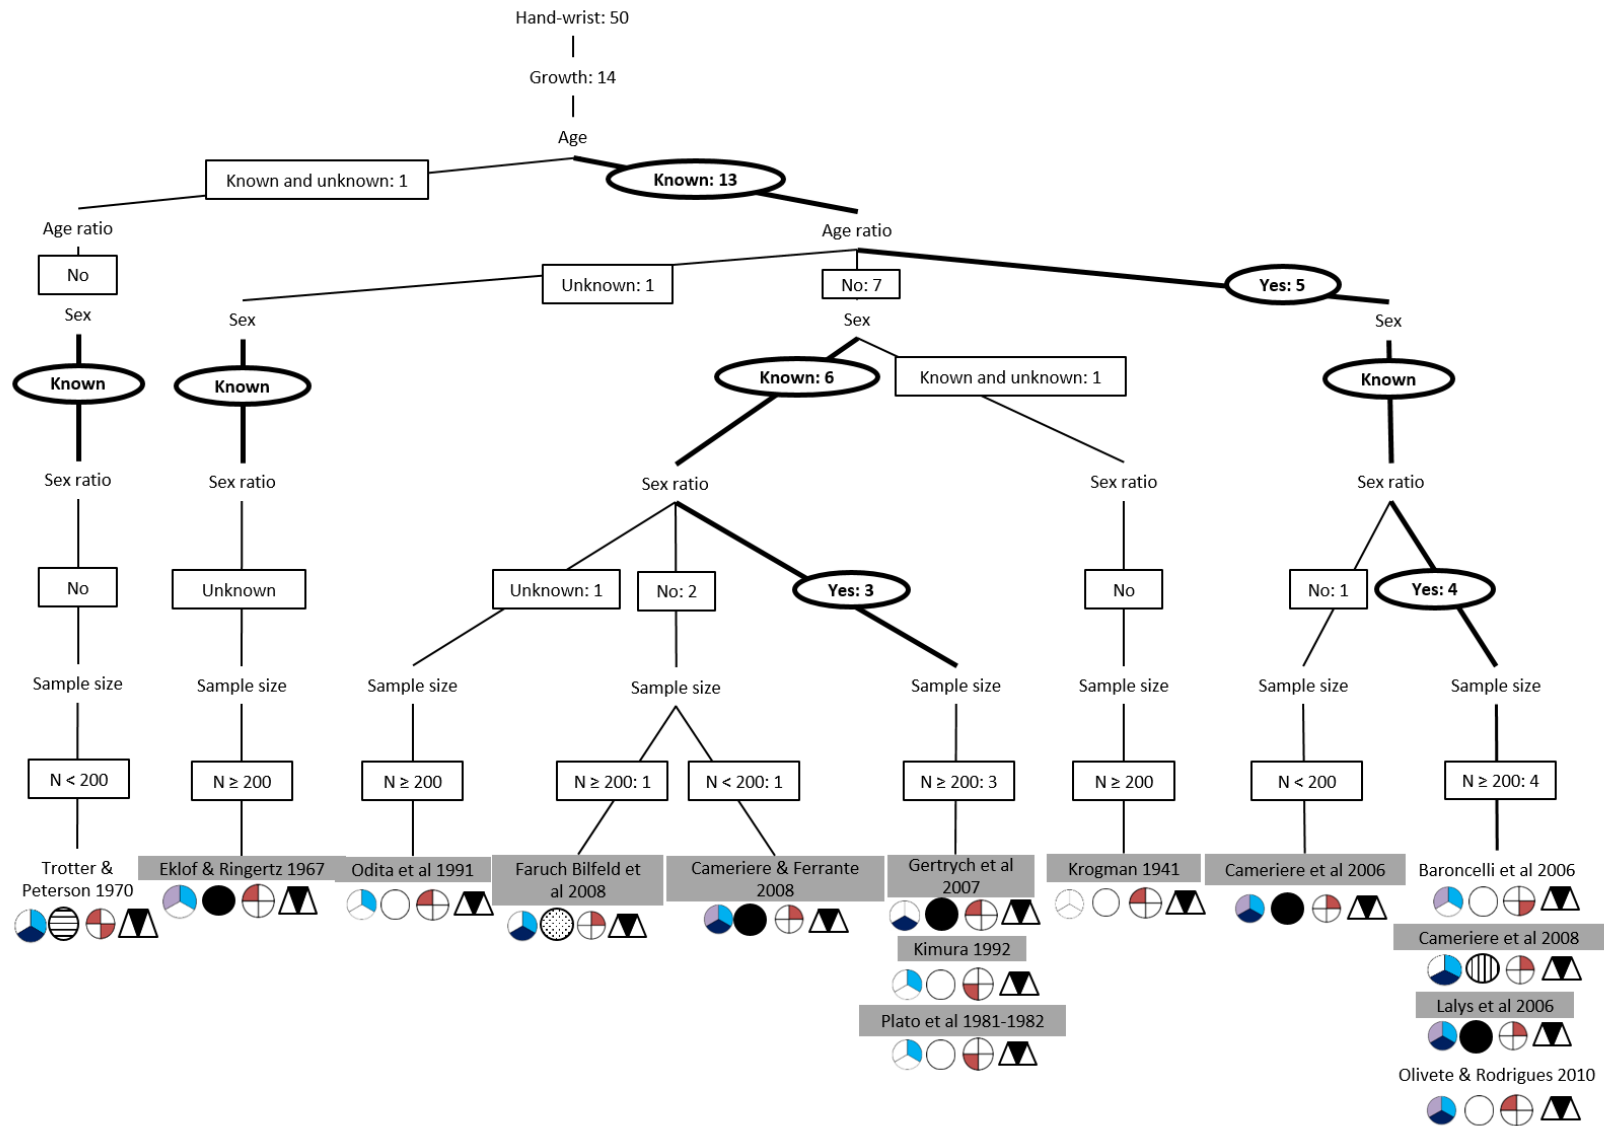 Hand-wrist: 50
Growth: 14
Age
Known and unknown: 1
Known: 13
Age ratio
Age ratio
No
Unknown: 1
No: 7
Yes: 5
Sex
Sex
Sex
Sex
Known
Known
Known: 6
Known and unknown: 1
Known
Sex ratio
Sex ratio
Sex ratio
Sex ratio
Sex ratio
No
Unknown
Unknown: 1
No: 2
Yes: 3
No
No: 1
Yes: 4
Sample size
Sample size
Sample size
Sample size
Sample size
Sample size
Sample size
Sample size
N < 200
N ≥ 200
N ≥ 200
N ≥ 200: 1
N < 200: 1
N ≥ 200: 3
N ≥ 200
N < 200
N ≥ 200: 4
Trotter &
Peterson 1970
Eklof & Ringertz 1967
Odita et al 1991
Faruch Bilfeld et
al 2008
Cameriere & Ferrante
2008
Gertrych et al
2007
Kimura 1992
Plato et al 1981-1982
Krogman 1941
Cameriere et al 2006
Baroncelli et al 2006
Cameriere et al 2008
Lalys et al 2006
Olivete & Rodrigues 2010